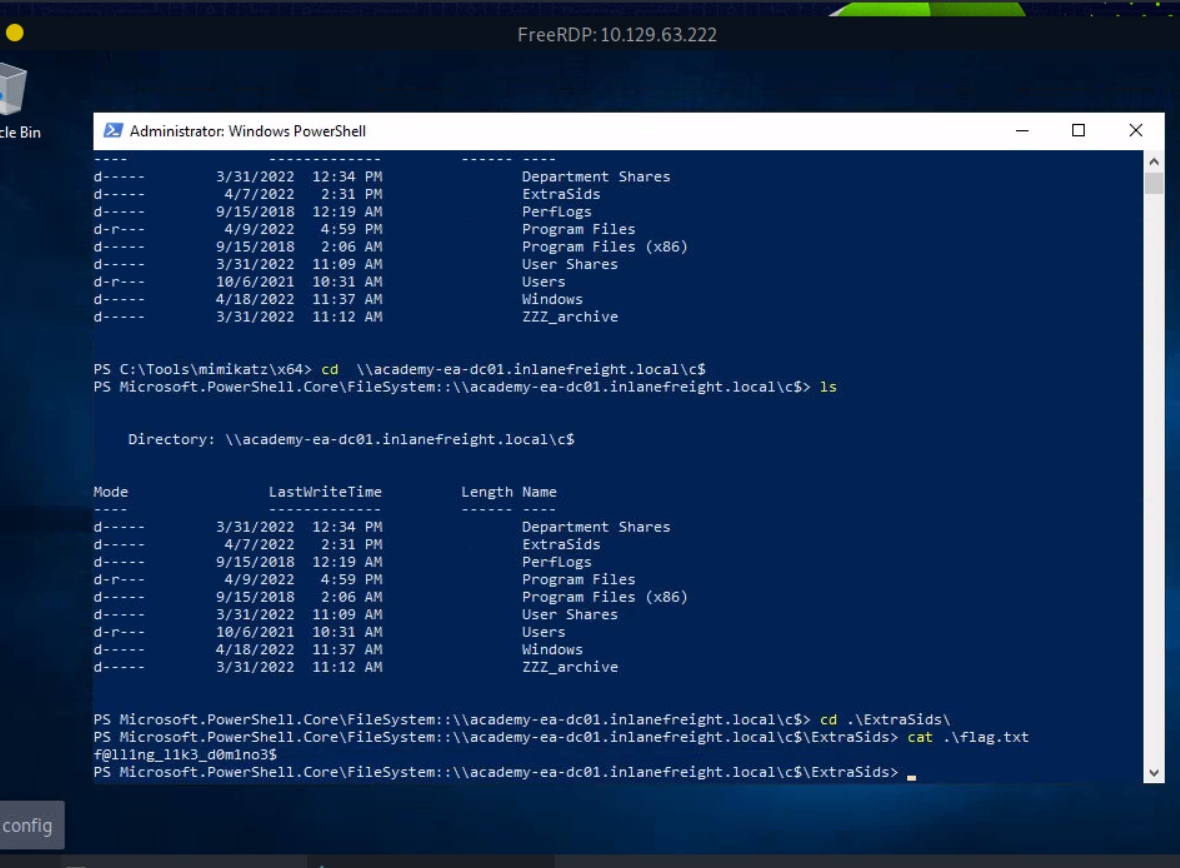 FreeRDP: 10.129.63.222
cle Bin
Administrator: Windows PowerShell
----                -------------         ------ ----
d-----        3/31/2022  12:34 PM                Department Shares
d-----         4/7/2022   2:31 PM                ExtraSids
d-----        9/15/2018  12:19 AM                PerfLogs
d-r---         4/9/2022   4:59 PM                Program Files
d-----        9/15/2018   2:06 AM                Program Files (x86)
d-----        3/31/2022  11:09 AM                User Shares
d-r---        10/6/2021  10:31 AM                Users
d-----        4/18/2022  11:37 AM                Windows
d-----        3/31/2022  11:12 AM                ZZZ_archive
PS C:\Tools\mimikatz\x64> cd  \\academy-ea-dc01.inlanefreight.local\c$
PS Microsoft.PowerShell.Core\FileSystem::\\academy-ea-dc01.inlanefreight.local\c$> ls
    Directory: \\academy-ea-dc01.inlanefreight.local\c$
Mode                LastWriteTime         Length Name
----                -------------         ------ ----
d-----        3/31/2022  12:34 PM                Department Shares
d-----         4/7/2022   2:31 PM                ExtraSids
d-----        9/15/2018  12:19 AM                PerfLogs
d-r---         4/9/2022   4:59 PM                Program Files
d-----        9/15/2018   2:06 AM                Program Files (x86)
d-----        3/31/2022  11:09 AM                User Shares
d-r---        10/6/2021  10:31 AM                Users
d-----        4/18/2022  11:37 AM                Windows
d-----        3/31/2022  11:12 AM                ZZZ_archive
PS Microsoft.PowerShell.Core\FileSystem::\\academy-ea-dc01.inlanefreight.local\c$> cd .\ExtraSids\
PS Microsoft.PowerShell.Core\FileSystem::\\academy-ea-dc01.inlanefreight.local\c$\ExtraSids> cat .\flag.txt
f@ll1ng_l1k3_d0m1no3$
PS Microsoft.PowerShell.Core\FileSystem::\\academy-ea-dc01.inlanefreight.local\c$\ExtraSids>
config